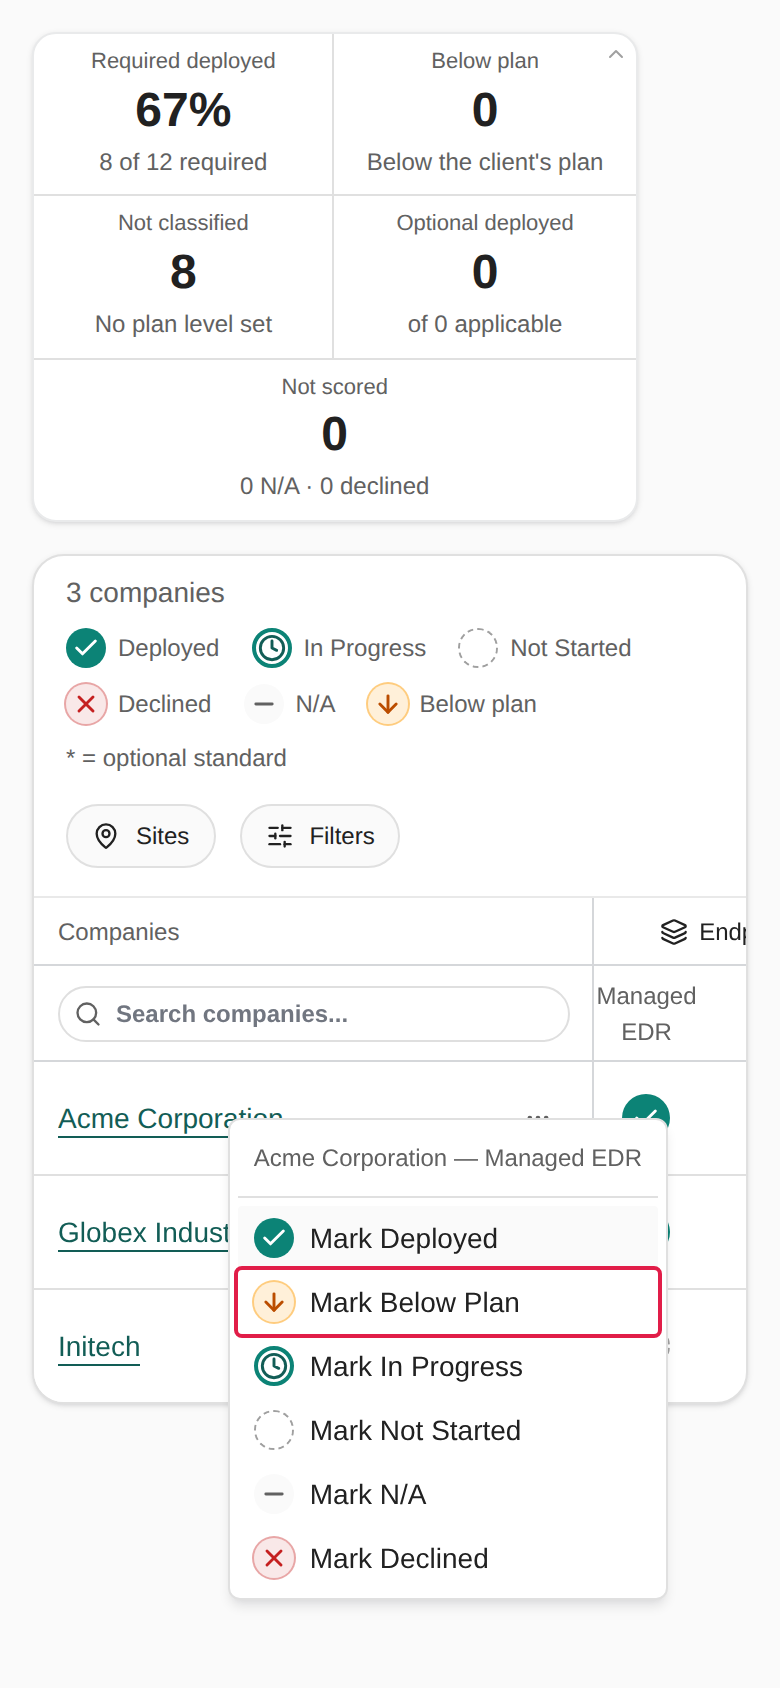 Required deployed
67%
8 of 12 required
Below plan
0
Below the client's plan
Not classified
8
No plan level set
Optional deployed
0
of 0 applicable
Not scored
0
0 N/A · 0 declined
3 companies
Deployed
In Progress
Not Started
Declined
N/A
Below plan
* = optional standard
Sites
Filters
Companies
Search companies...
Managed
EDR
Acme Corporation
Globex
Initech
Acme Corporation — Managed EDR
Mark Deployed
Mark Below Plan
Mark In Progress
Mark Not Started
Mark N/A
Mark Declined